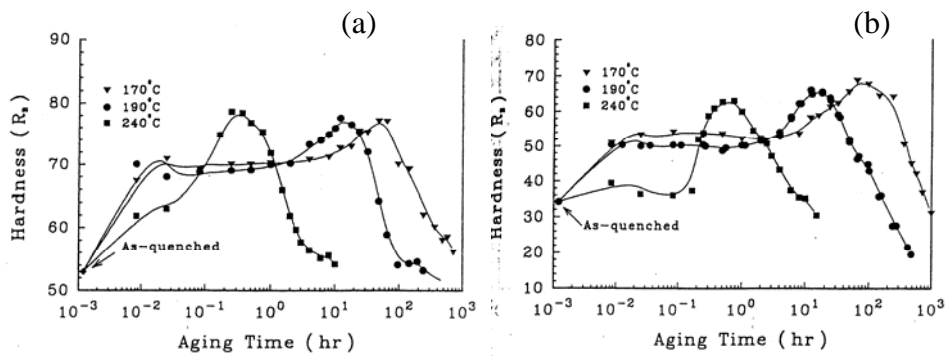 (a)
90
80
70
60
50
Hardness (R_B)
170°C
190°C
240°C
As-quenched
10^-3 10^-2 10^-1 10^0 10^1 10^2 10^3
Aging Time (hr)
(b)
80
70
60
50
40
30
20
10
Hardness (R_B)
170°C
190°C
240°C
As-quenched
10^-3 10^-2 10^-1 10^0 10^1 10^2 10^3
Aging Time (hr)